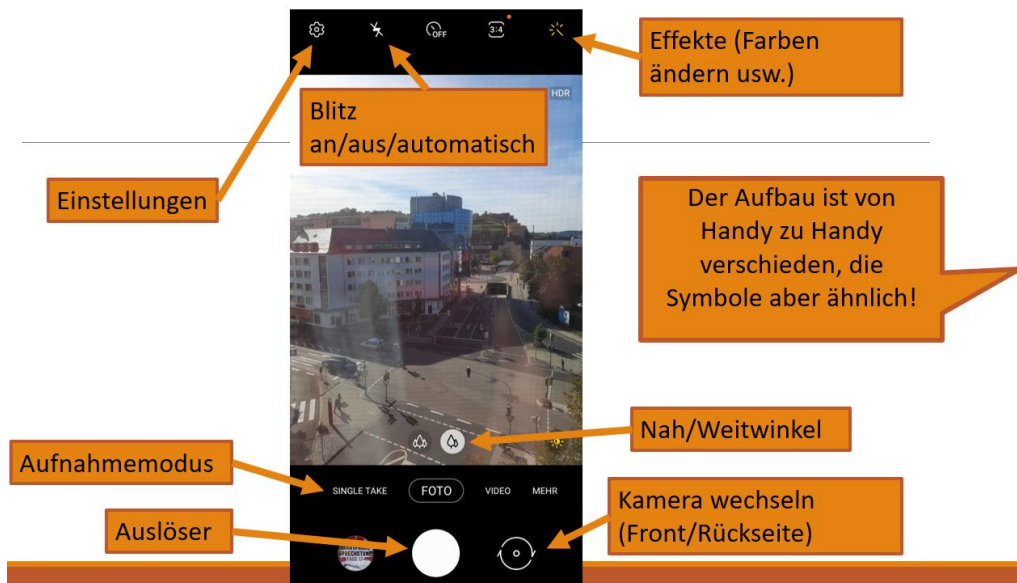 OFF
3:4
Effekte (Farben
ändern usw.)
HDR
Blitz
an/aus/automatisch
Einstellungen
Der Aufbau ist von
Handy zu Handy
verschieden, die
Symbole aber ähnlich!
Nah/Weitwinkel
Aufnahmemodus
SINGLE TAKE FOTO VIDEO MEHR
Kamera wechseln
(Front/Rückseite)
Auslöser